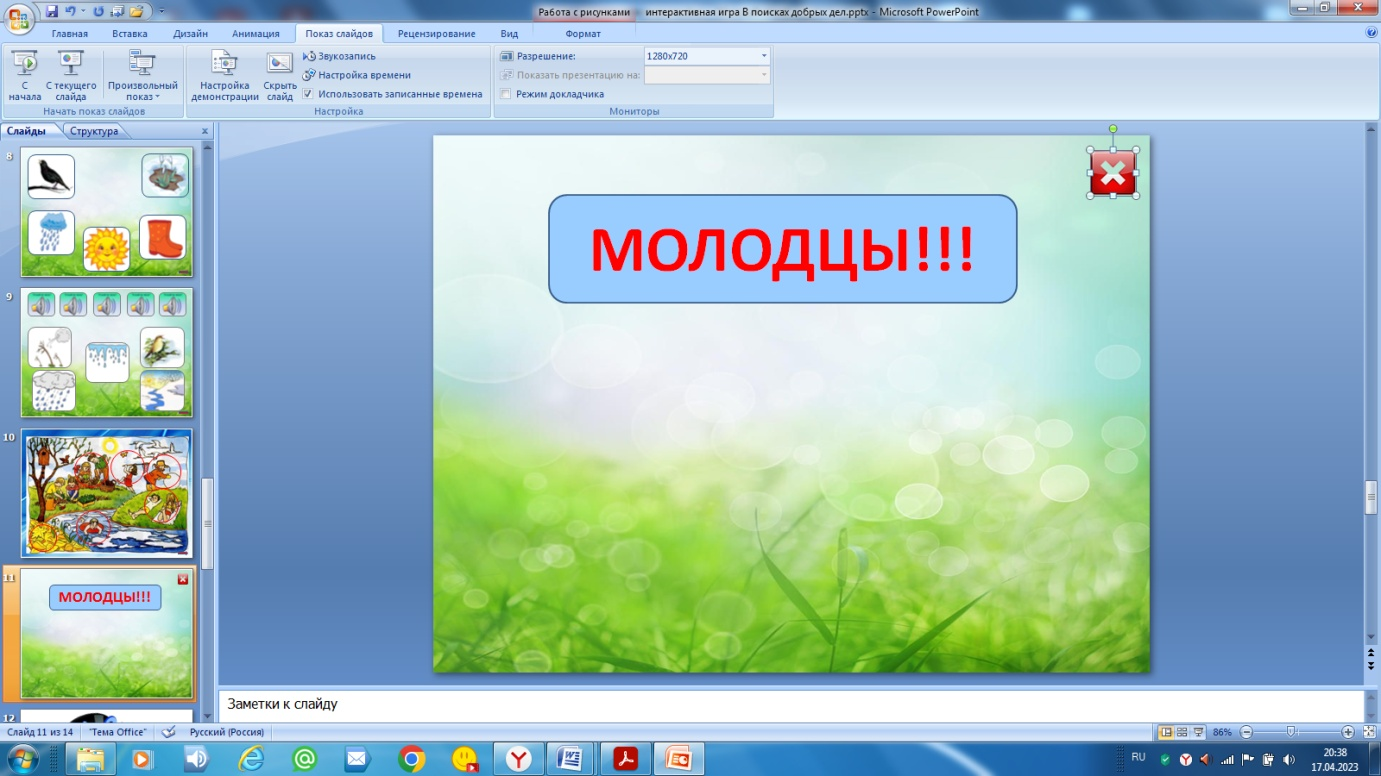 Работа с рисунками
интерактивная игра В поисках добрых дел.pptx - Microsoft PowerPoint
Главная Вставка Дизайн Анимация Показ слайдов Рецензирование Вид Формат
С начала
С текущего слайда
Произвольный показ
Начать показ слайдов
Настройка демонстрации
Скрыть слайд
Звукозапись
Настройка времени
Использовать записанные времена
Настройка
Разрешение: 1280x720
Показать презентацию на:
Режим докладчика
Мониторы
Слайды Структура
8
9
10
11
МОЛОДЦЫ!!!
12
МОЛОДЦЫ!!!
Заметки к слайду
Слайд 11 из 14 "Тема Office" Русский (Россия) 86%
RU
20:38
17.04.2023